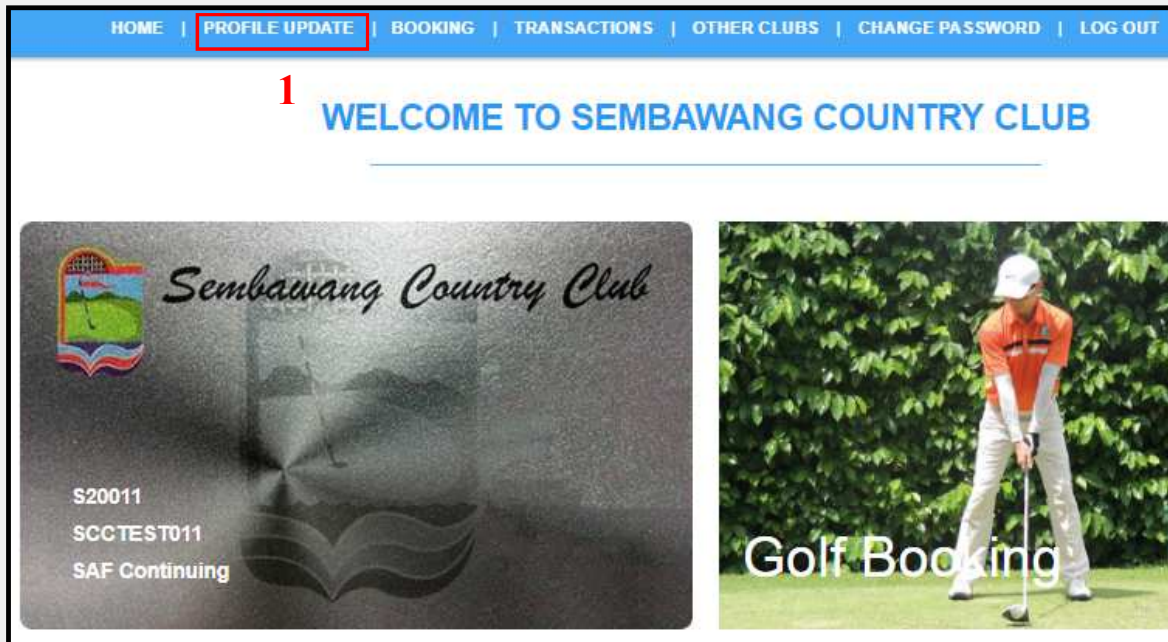 HOME | PROFILE UPDATE | BOOKING | TRANSACTIONS | OTHER CLUBS | CHANGE PASSWORD | LOG OUT
1
WELCOME TO SEMBAWANG COUNTRY CLUB
Sembawang Country Club
S20011
SCCTEST011
SAF Continuing
Golf Booking